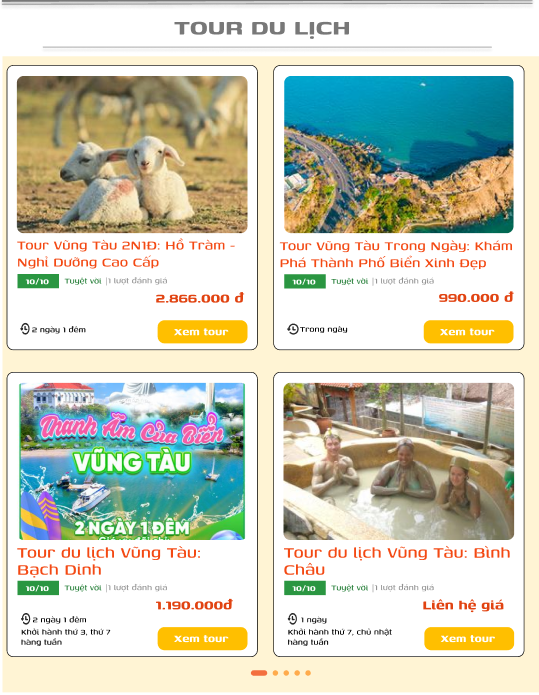 TOUR DU LỊCH
Tour Vũng Tàu 2N1Đ: Hồ Tràm -
Nghỉ Dưỡng Cao Cấp
10/10 Tuyệt vời |1 lượt đánh giá
2.866.000 đ
2 ngày 1 đêm
Xem tour
Tour Vũng Tàu Trong Ngày: Khám
Phá Thành Phố Biển Xinh Đẹp
10/10 Tuyệt vời |1 lượt đánh giá
990.000 đ
Trong ngày
Xem tour
Thanh Âm Của Biển
VŨNG TÀU
2 NGÀY 1 ĐÊM
Tour du lịch Vũng Tàu:
Bạch Dinh
10/10 Tuyệt vời |1 lượt đánh giá
1.190.000đ
2 ngày 1 đêm
Khởi hành thứ 3, thứ 7
hàng tuần
Xem tour
Tour du lịch Vũng Tàu: Bình
Châu
10/10 Tuyệt vời |1 lượt đánh giá
Liên hệ giá
1 ngày
Khởi hành thứ 7, chủ nhật
hàng tuần
Xem tour